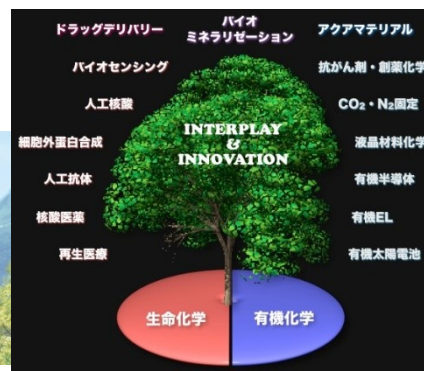 ドラッグデリバリー
バイオ
ミネラリゼーション
アクアマテリアル
バイオセンシング
抗がん剤・創薬化学
人工核酸
CO2・N2固定
INTERPLAY
&
INNOVATION
細胞外蛋白合成
液晶材料化学
人工抗体
有機半導体
核酸医薬
有機EL
再生医療
有機太陽電池
生命化学
有機化学